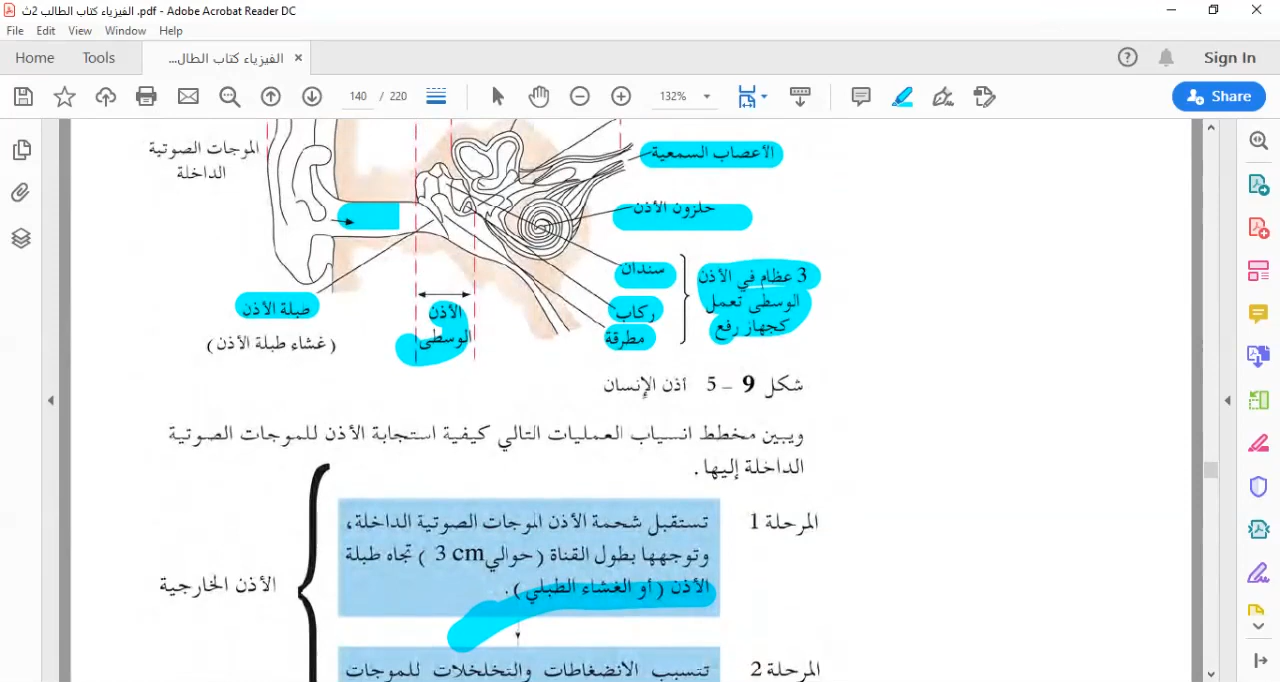 الفيزياء كتاب الطالب 2ث.pdf - Adobe Acrobat Reader DC
File Edit View Window Help
Home Tools الفيزياء كتاب الطال... × Sign In
140 / 220 132% Share
الموجات الصوتية
الداخلة
الأعصاب السمعية
حلزون الأذن
سندان
ركاب
مطرقة
3 عظام في الأذن
الوسطى تعمل
كجهاز رفع
طبلة الأذن
(غشاء طبلة الأذن)
الأذن
الوسطى
شكل 9 – 5 أذن الإنسان
ويبين مخطط انسياب العمليات التالي كيفية استجابة الأذن للموجات الصوتية
الداخلة إليها.
المرحلة 1
تستقبل شحمة الأذن الموجات الصوتية الداخلة،
وتوجهها بطول القناة (حوالي 3 cm) تجاه طبلة
الأذن (أو الغشاء الطبلي).
الأذن الخارجية
المرحلة 2
تتسبب الانضغاطات والتخلخلات للموجات